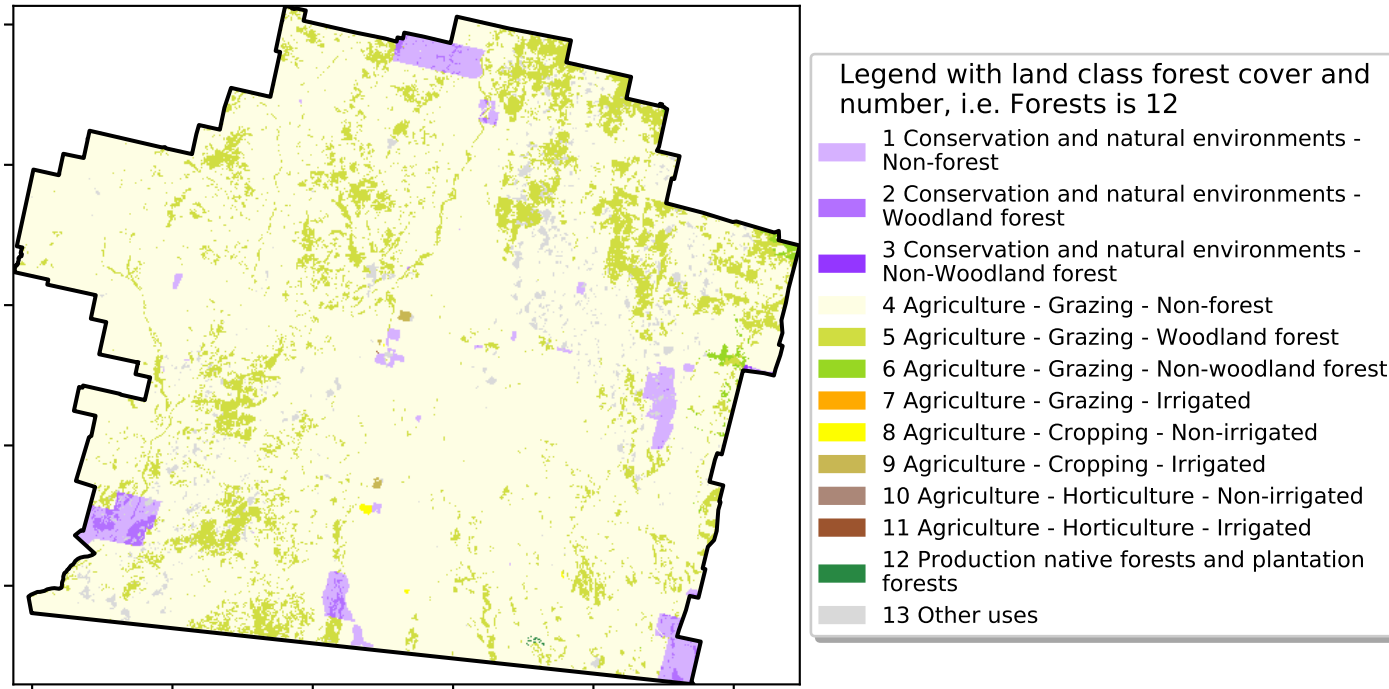 Legend with land class forest cover and
number, i.e. Forests is 12
1 Conservation and natural environments -
Non-forest
2 Conservation and natural environments -
Woodland forest
3 Conservation and natural environments -
Non-Woodland forest
4 Agriculture - Grazing - Non-forest
5 Agriculture - Grazing - Woodland forest
6 Agriculture - Grazing - Non-woodland forest
7 Agriculture - Grazing - Irrigated
8 Agriculture - Cropping - Non-irrigated
9 Agriculture - Cropping - Irrigated
10 Agriculture - Horticulture - Non-irrigated
11 Agriculture - Horticulture - Irrigated
12 Production native forests and plantation
forests
13 Other uses